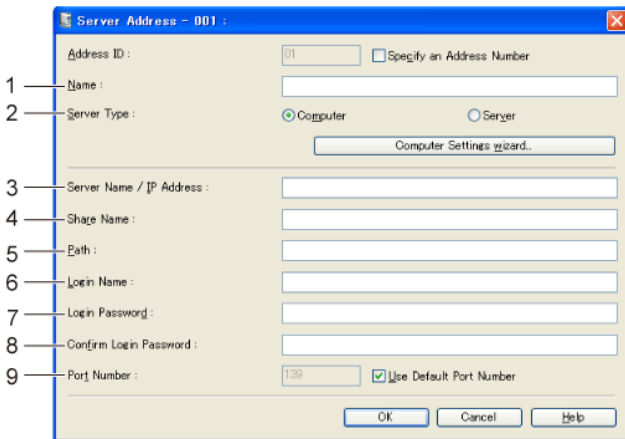 Server Address - 001 :
Address ID : 01 Specify an Address Number
1 Name :
2 Server Type : Computer Server
Computer Settings wizard..
3 Server Name / IP Address :
4 Share Name :
5 Path :
6 Login Name :
7 Login Password :
8 Confirm Login Password :
9 Port Number : 139 Use Default Port Number
OK Cancel Help